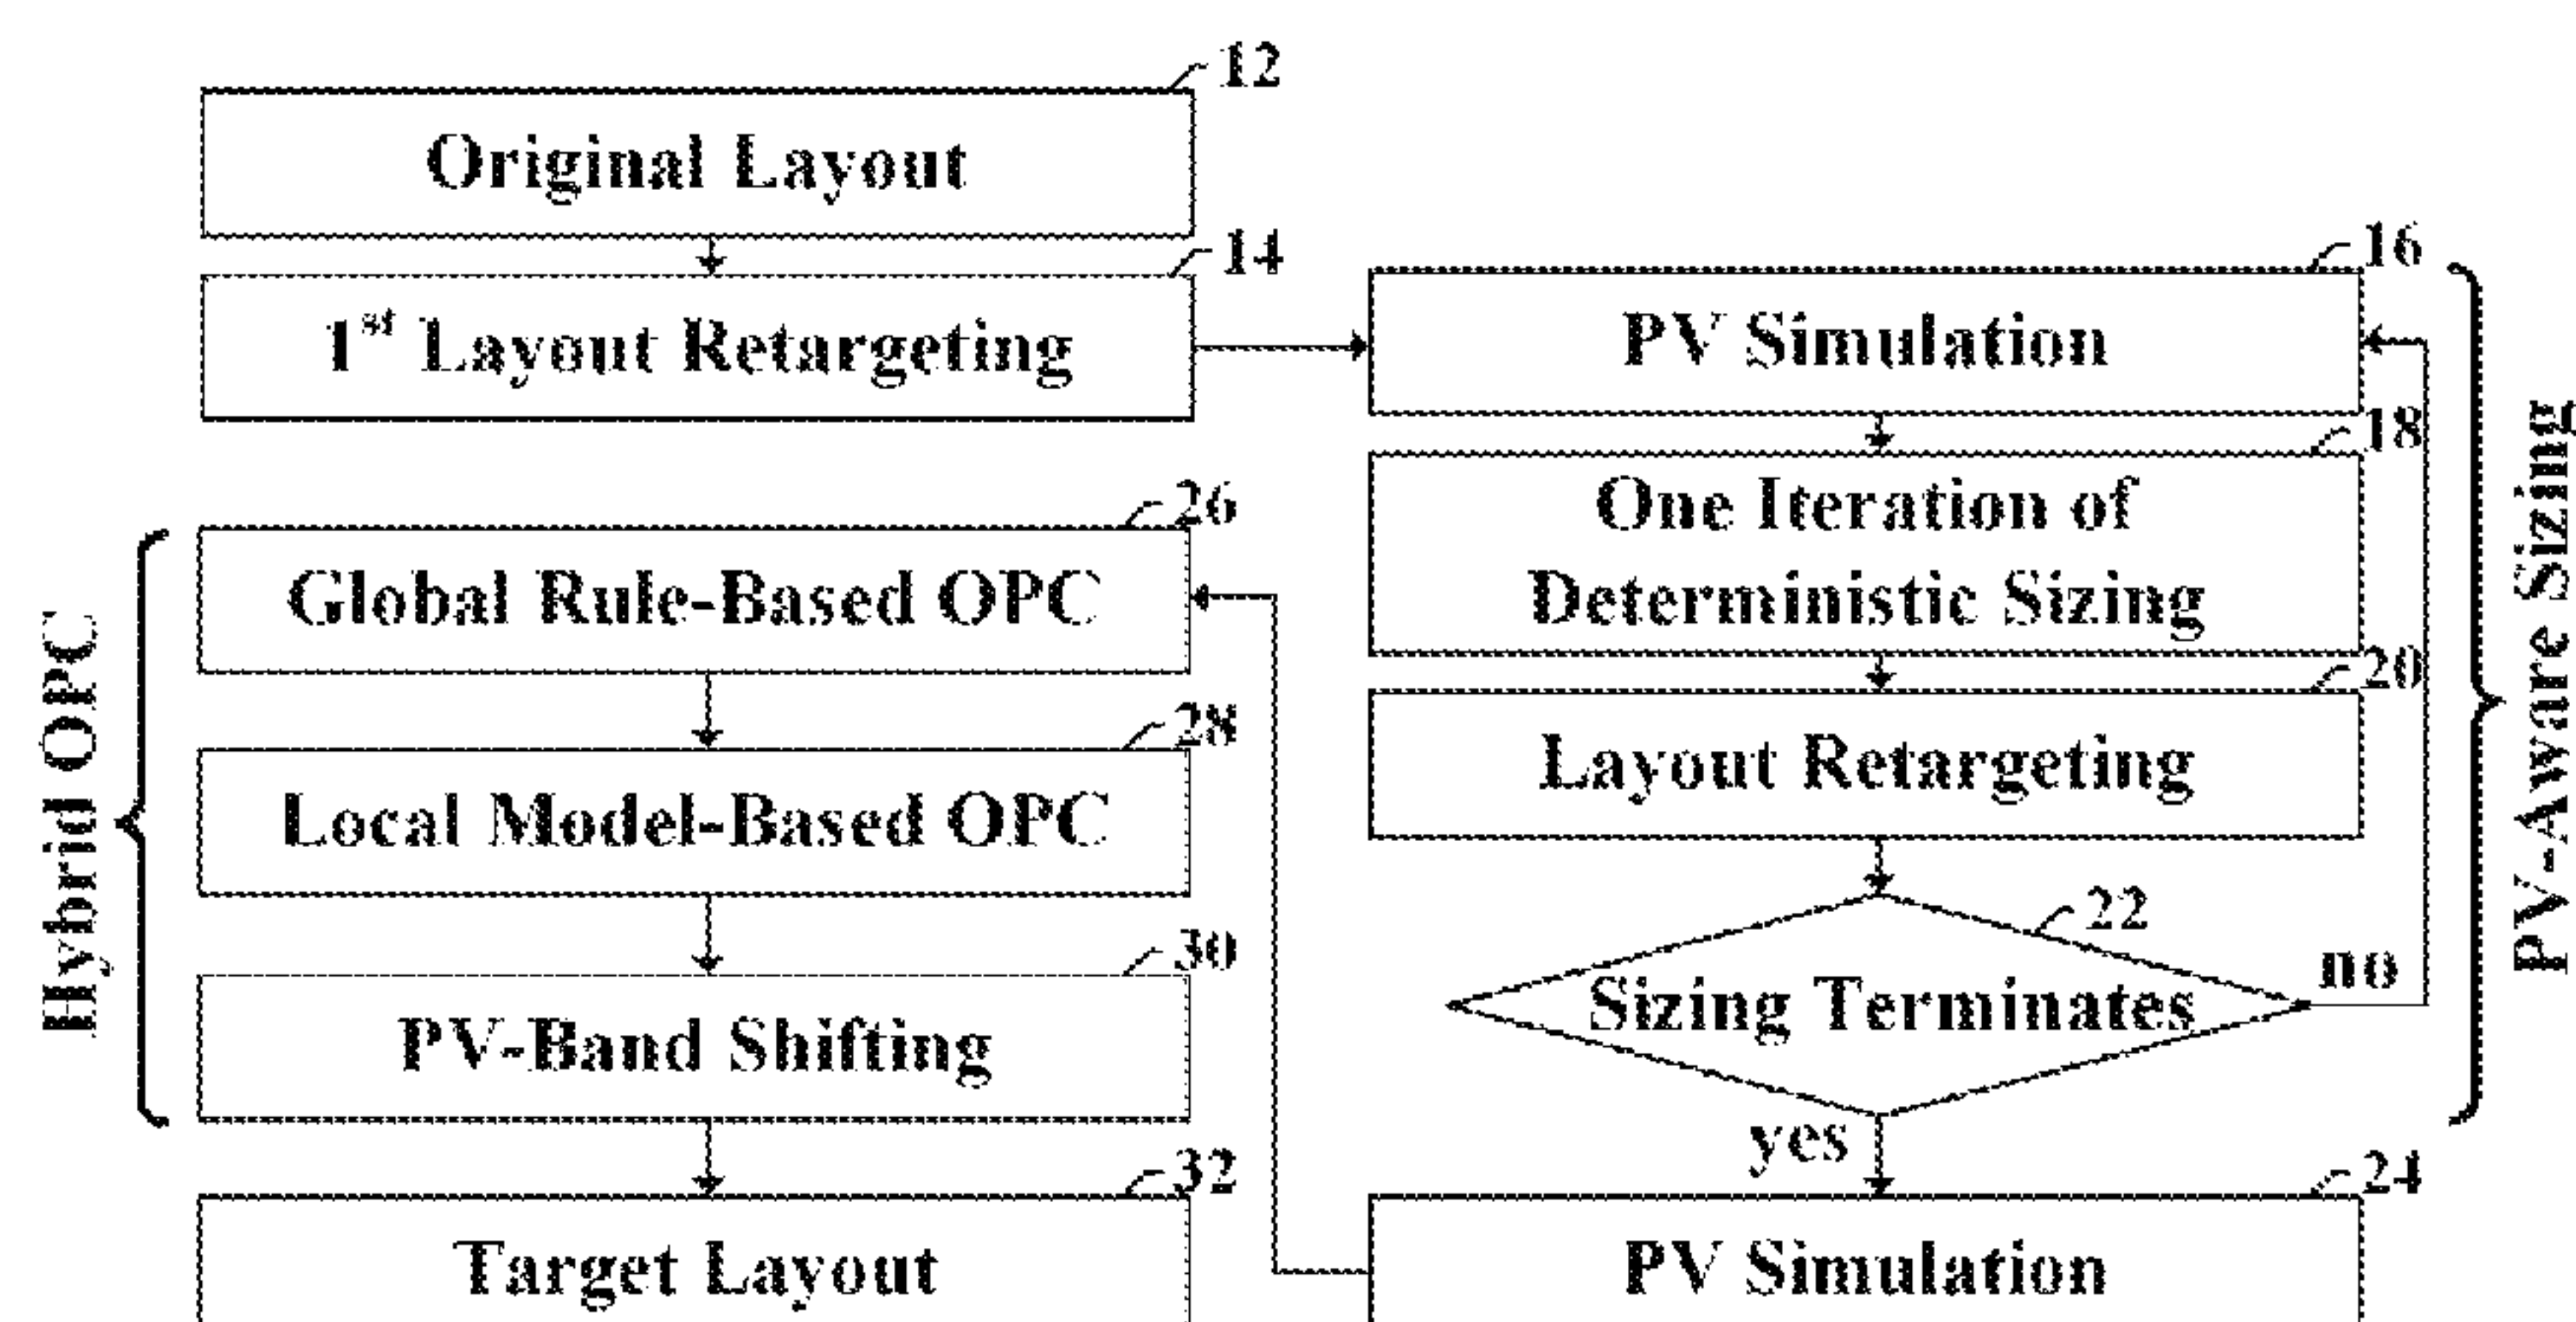 12
Original Layout
14
1st Layout Retargeting
16
PV Simulation
18
One Iteration of
Deterministic Sizing
20
Layout Retargeting
22
Sizing Terminates
no
yes
PV-Aware Sizing
24
PV Simulation
Hybrid OPC
26
Global Rule-Based OPC
28
Local Model-Based OPC
30
PV-Band Shifting
32
Target Layout